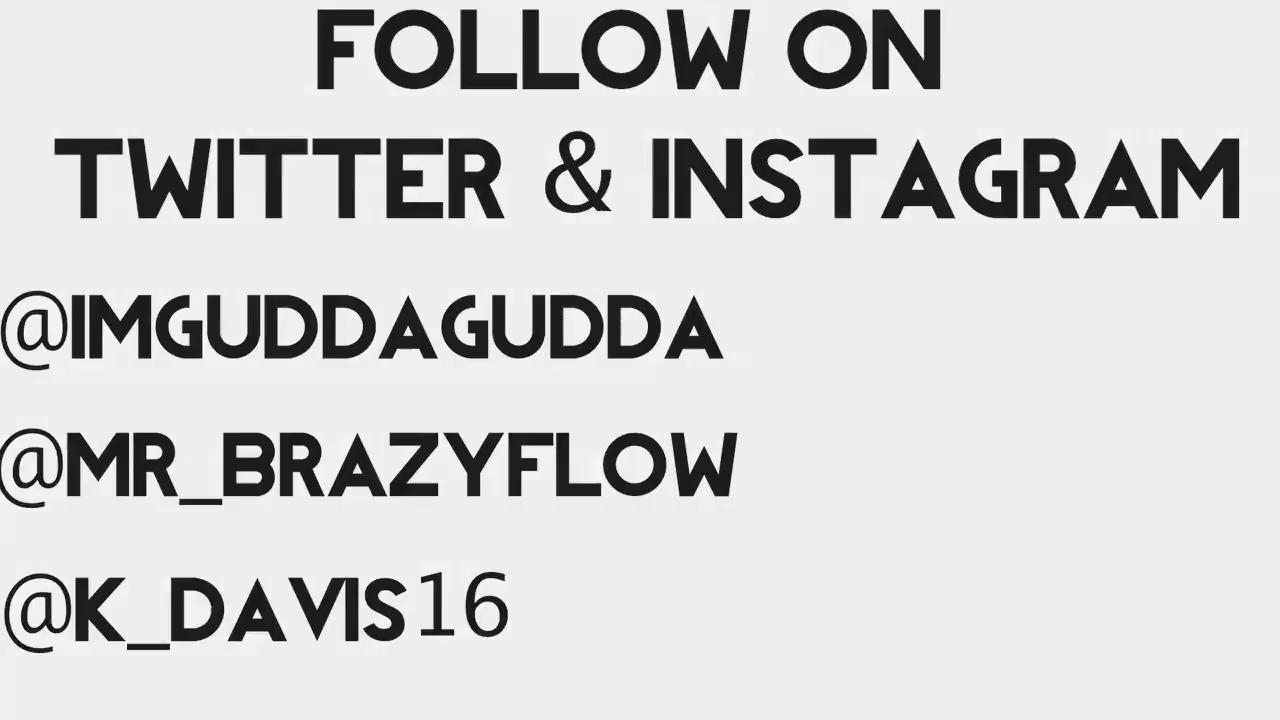 FOLLOW ON
TWITTER & INSTAGRAM
@IMGUDDAGUDDA
@MR_BRAZYFLOW
@K_DAVIS16